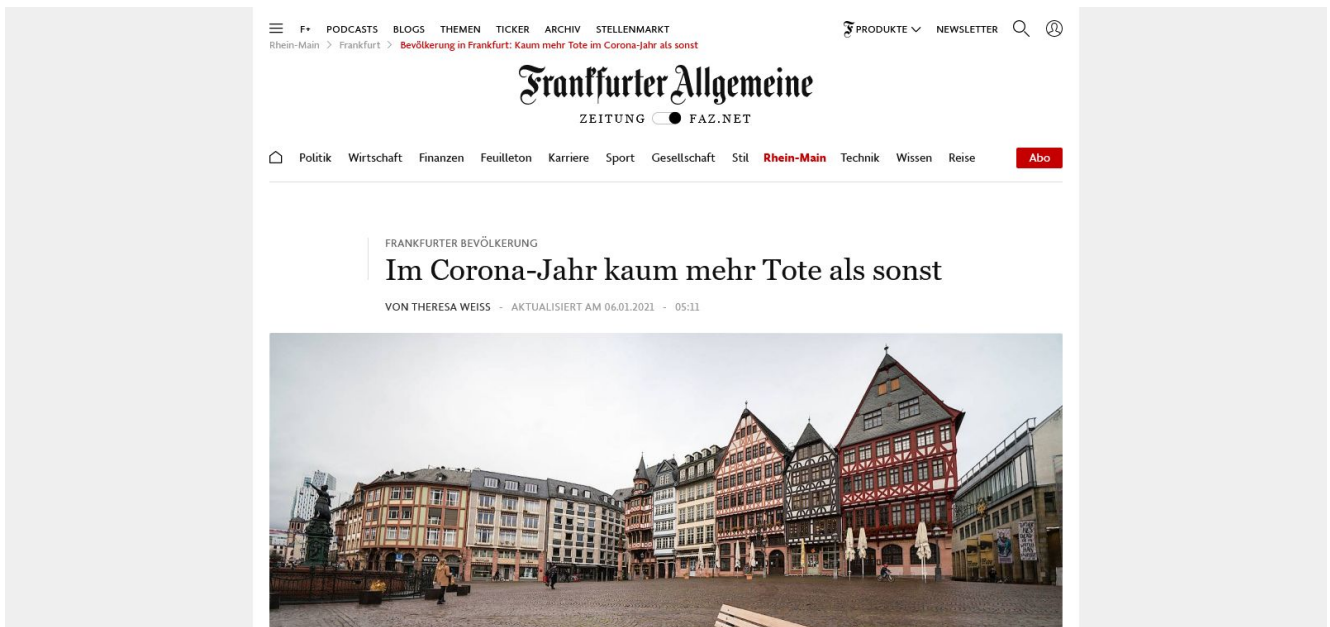 F+ PODCASTS BLOGS THEMEN TICKER ARCHIV STELLENMARKT PRODUKTE NEWSLETTER
Rhein-Main > Frankfurt > Bevölkerung in Frankfurt: Kaum mehr Tote im Corona-Jahr als sonst
Frankfurter Allgemeine
ZEITUNG FAZ.NET
Politik Wirtschaft Finanzen Feuilleton Karriere Sport Gesellschaft Stil Rhein-Main Technik Wissen Reise Abo
FRANKFURTER BEVÖLKERUNG
Im Corona-Jahr kaum mehr Tote als sonst
VON THERESA WEISS - AKTUALISIERT AM 06.01.2021 - 05:11